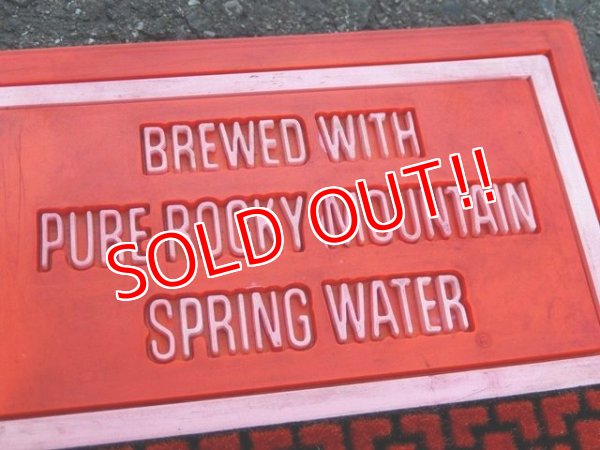 BREWED WITH
PURE ROCKY MOUNTAIN
SOLD OUT!!
SPRING WATER